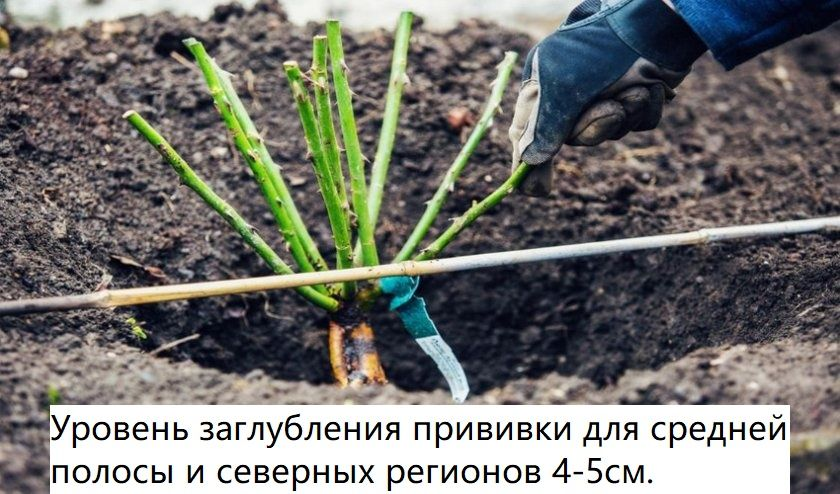 Уровень заглубления прививки для средней
полосы и северных регионов 4-5см.